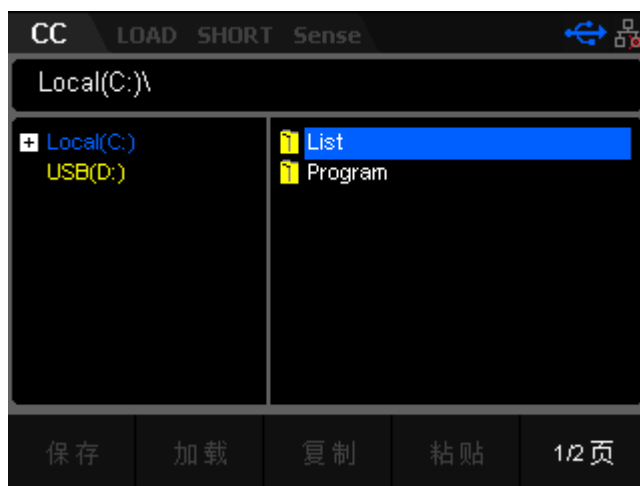 CC LOAD SHORT Sense
Local(C:)\
Local(C:)
USB(D:)
List
Program
保存 加载 复制 粘贴 1/2页